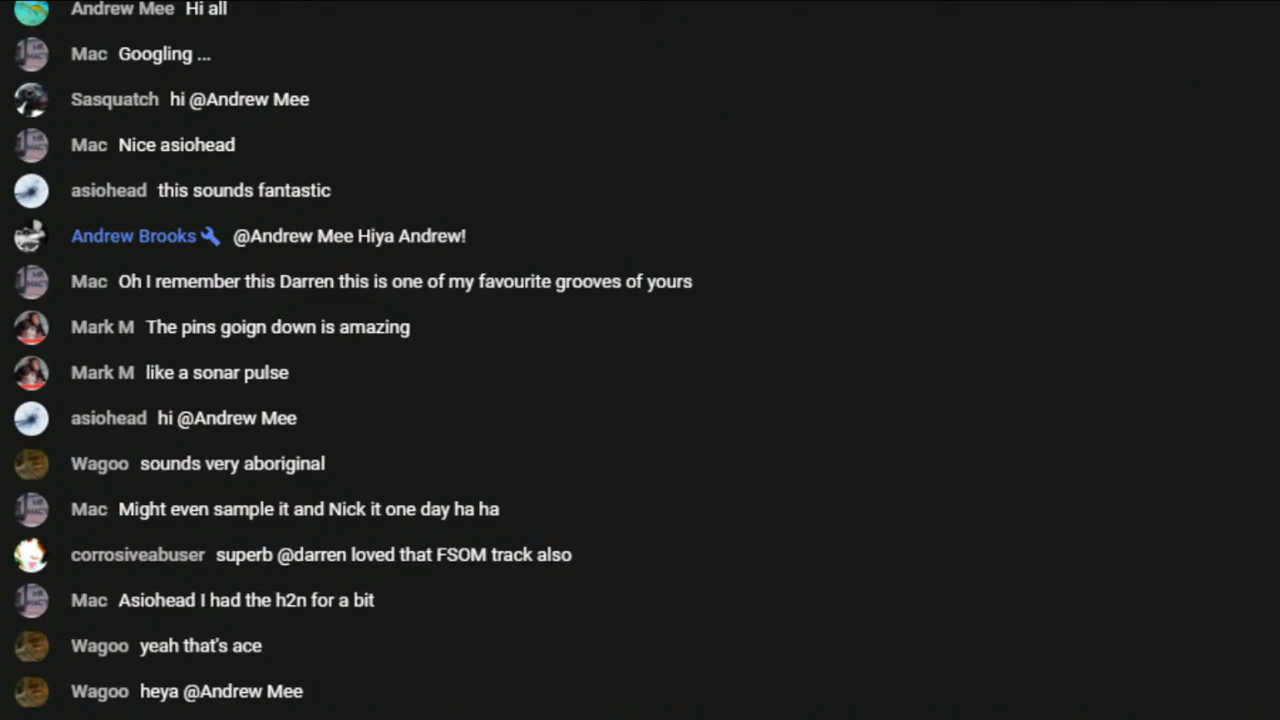 Andrew Mee Hi all
Mac Googling ...
Sasquatch hi @Andrew Mee
Mac Nice asiohead
asiohead this sounds fantastic
Andrew Brooks @Andrew Mee Hiya Andrew!
Mac Oh I remember this Darren this is one of my favourite grooves of yours
Mark M The pins goign down is amazing
Mark M like a sonar pulse
asiohead hi @Andrew Mee
Wagoo sounds very aboriginal
Mac Might even sample it and Nick it one day ha ha
corrosiveabuser superb @darren loved that FSOM track also
Mac Asiohead I had the h2n for a bit
Wagoo yeah that's ace
Wagoo heya @Andrew Mee